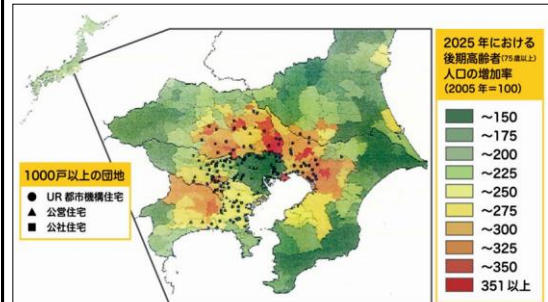 2025年における
後期高齢者(75歳以上)
人口の増加率
(2005年=100)
~150
~175
~200
~225
~250
~275
~300
~325
~350
351以上
1000戸以上の団地
● UR都市機構住宅
▲ 公営住宅
■ 公社住宅